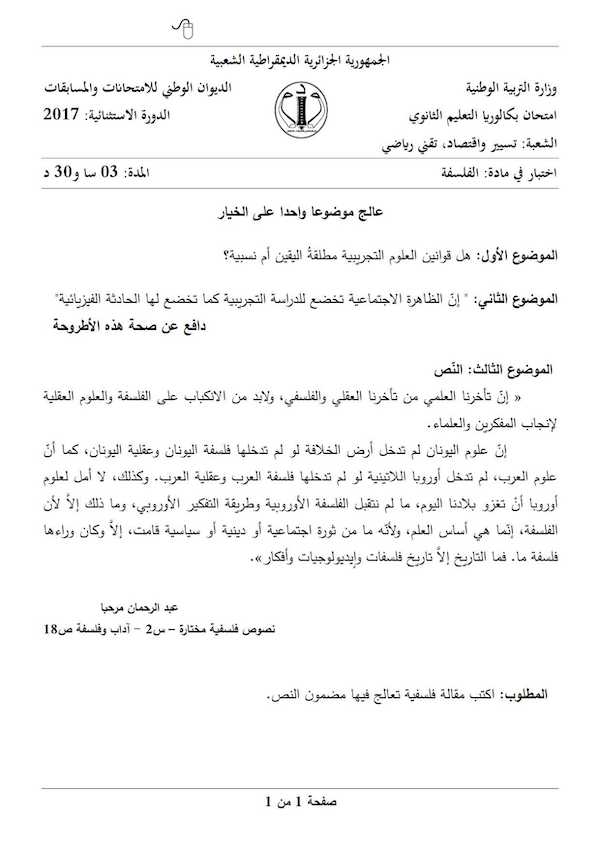 الجمهورية الجزائرية الديمقراطية الشعبية
وزارة التربية الوطنية
الديوان الوطني للامتحانات والمسابقات
امتحان بكالوريا التعليم الثانوي
الدورة الاستثنائية: 2017
الشعبة: تسيير واقتصاد، تقني رياضي
اختبار في مادة: الفلسفة
المدة: 03 سا و30 د
عالج موضوعا واحدا على الخيار
الموضوع الأول: هل قوانين العلوم التجريبية مطلقةُ اليقين أم نسبية؟
الموضوع الثاني: " إنّ الظاهرة الاجتماعية تخضع للدراسة التجريبية كما تخضع لها الحادثة الفيزيائية"
دافع عن صحة هذه الأطروحة
الموضوع الثالث: النّص
« إنّ تأخرنا العلمي من تأخرنا العقلي والفلسفي، ولابد من الانكباب على الفلسفة والعلوم العقلية
لإنجاب المفكرين والعلماء.
إنّ علوم اليونان لم تدخل أرض الخلافة لو لم تدخلها فلسفة اليونان وعقلية اليونان، كما أنّ
علوم العرب، لم تدخل أوروبا اللاتينية لو لم تدخلها فلسفة العرب وعقلية العرب. وكذلك، لا أمل لعلوم
أوروبا أنْ تغزو بلادنا اليوم، ما لم نتقبل الفلسفة الأوروبية وطريقة التفكير الأوروبي، وما ذلك إلاَّ لأن
الفلسفة، إنّما هي أساس العلم، ولأنّه ما من ثورة اجتماعية أو دينية أو سياسية قامت، إلاَّ وكان وراءها
فلسفة ما. فما التاريخ إلاَّ تاريخ فلسفات وإيديولوجيات وأفكار».
عبد الرحمان مرحبا
نصوص فلسفية مختارة – س2 – آداب وفلسفة ص18
المطلوب: اكتب مقالة فلسفية تعالج فيها مضمون النص.
صفحة 1 من 1